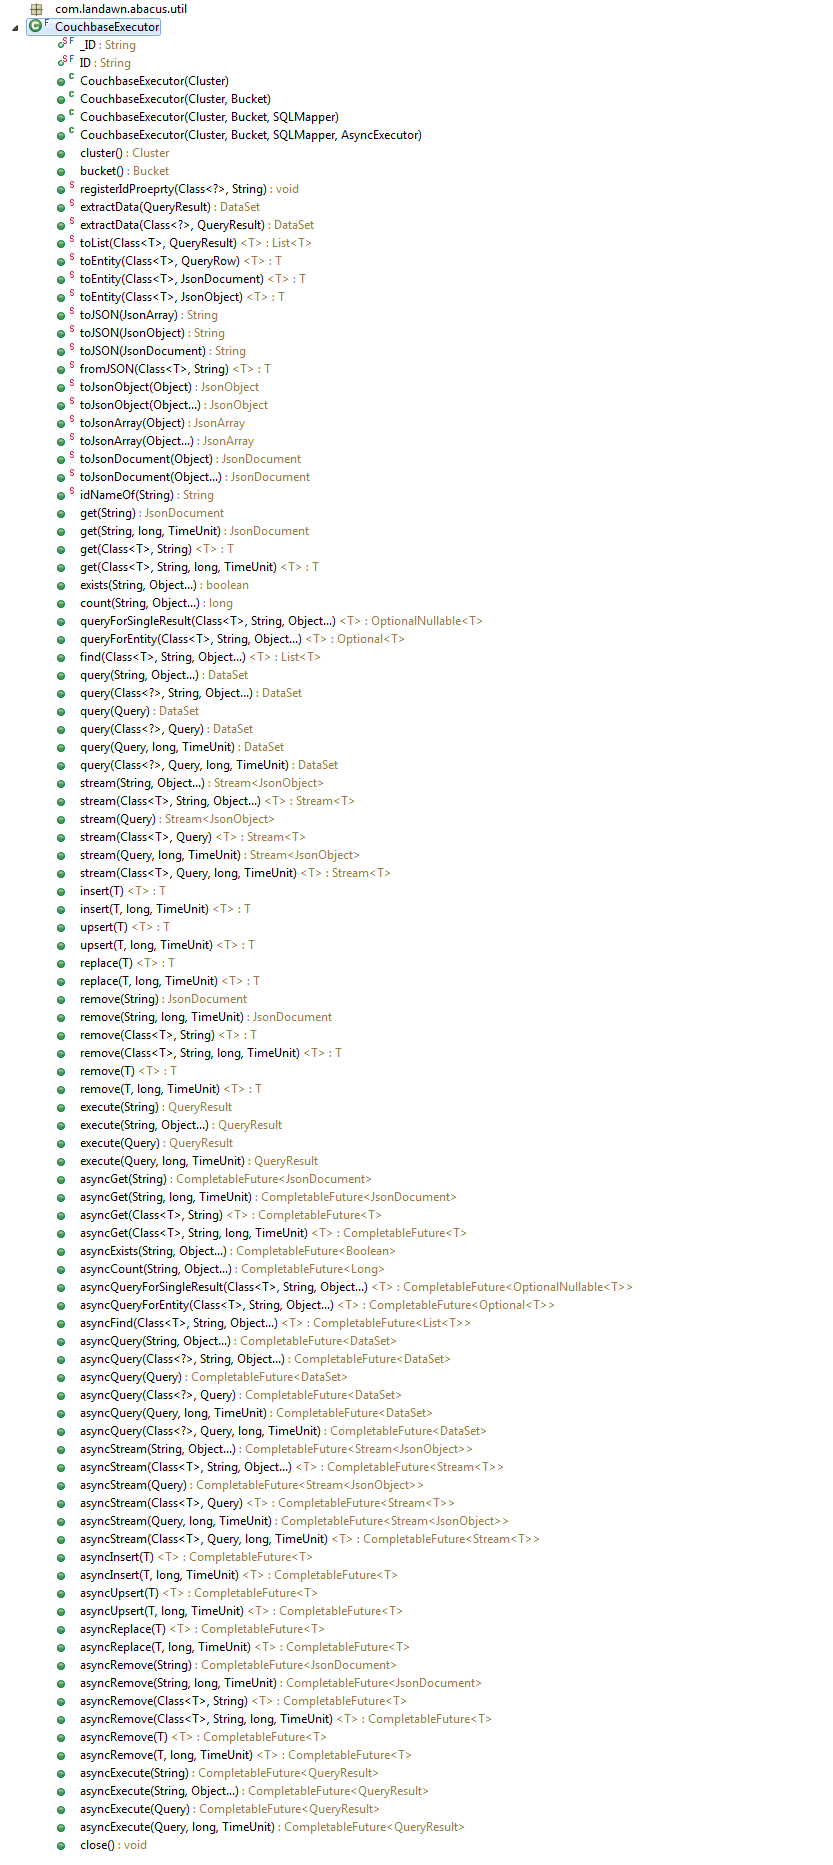 com.landawn.abacus.util
CouchbaseExecutor
_ID : String
ID : String
CouchbaseExecutor(Cluster)
CouchbaseExecutor(Cluster, Bucket)
CouchbaseExecutor(Cluster, Bucket, SQLMapper)
CouchbaseExecutor(Cluster, Bucket, SQLMapper, AsyncExecutor)
cluster() : Cluster
bucket() : Bucket
registerIdProeprty(Class<?>, String) : void
extractData(QueryResult) : DataSet
extractData(Class<?>, QueryResult) : DataSet
toList(Class<T>, QueryResult) <T> : List<T>
toEntity(Class<T>, QueryRow) <T> : T
toEntity(Class<T>, JsonDocument) <T> : T
toEntity(Class<T>, JsonObject) <T> : T
toJSON(JsonArray) : String
toJSON(JsonObject) : String
toJSON(JsonDocument) : String
fromJSON(Class<T>, String) <T> : T
toJsonObject(Object) : JsonObject
toJsonObject(Object...) : JsonObject
toJsonArray(Object) : JsonArray
toJsonArray(Object...) : JsonArray
toJsonDocument(Object) : JsonDocument
toJsonDocument(Object...) : JsonDocument
idNameOf(String) : String
get(String) : JsonDocument
get(String, long, TimeUnit) : JsonDocument
get(Class<T>, String) <T> : T
get(Class<T>, String, long, TimeUnit) <T> : T
exists(String, Object...) : boolean
count(String, Object...) : long
queryForSingleResult(Class<T>, String, Object...) <T> : OptionalNullable<T>
queryForEntity(Class<T>, String, Object...) <T> : Optional<T>
find(Class<T>, String, Object...) <T> : List<T>
query(String, Object...) : DataSet
query(Class<?>, String, Object...) : DataSet
query(Query) : DataSet
query(Class<?>, Query) : DataSet
query(Query, long, TimeUnit) : DataSet
query(Class<?>, Query, long, TimeUnit) : DataSet
stream(String, Object...) : Stream<JsonObject>
stream(Class<T>, String, Object...) <T> : Stream<T>
stream(Query) : Stream<JsonObject>
stream(Class<T>, Query) <T> : Stream<T>
stream(Query, long, TimeUnit) : Stream<JsonObject>
stream(Class<T>, Query, long, TimeUnit) <T> : Stream<T>
insert(T) <T> : T
insert(T, long, TimeUnit) <T> : T
upsert(T) <T> : T
upsert(T, long, TimeUnit) <T> : T
replace(T) <T> : T
replace(T, long, TimeUnit) <T> : T
remove(String) : JsonDocument
remove(String, long, TimeUnit) : JsonDocument
remove(Class<T>, String) <T> : T
remove(Class<T>, String, long, TimeUnit) <T> : T
remove(T) <T> : T
remove(T, long, TimeUnit) <T> : T
execute(String) : QueryResult
execute(String, Object...) : QueryResult
execute(Query) : QueryResult
execute(Query, long, TimeUnit) : QueryResult
asyncGet(String) : CompletableFuture<JsonDocument>
asyncGet(String, long, TimeUnit) : CompletableFuture<JsonDocument>
asyncGet(Class<T>, String) <T> : CompletableFuture<T>
asyncGet(Class<T>, String, long, TimeUnit) <T> : CompletableFuture<T>
asyncExists(String, Object...) : CompletableFuture<Boolean>
asyncCount(String, Object...) : CompletableFuture<Long>
asyncQueryForSingleResult(Class<T>, String, Object...) <T> : CompletableFuture<OptionalNullable<T>>
asyncQueryForEntity(Class<T>, String, Object...) <T> : CompletableFuture<Optional<T>>
asyncFind(Class<T>, String, Object...) <T> : CompletableFuture<List<T>>
asyncQuery(String, Object...) : CompletableFuture<DataSet>
asyncQuery(Class<?>, String, Object...) : CompletableFuture<DataSet>
asyncQuery(Query) : CompletableFuture<DataSet>
asyncQuery(Class<?>, Query) : CompletableFuture<DataSet>
asyncQuery(Query, long, TimeUnit) : CompletableFuture<DataSet>
asyncQuery(Class<?>, Query, long, TimeUnit) : CompletableFuture<DataSet>
asyncStream(String, Object...) : CompletableFuture<Stream<JsonObject>>
asyncStream(Class<T>, String, Object...) <T> : CompletableFuture<Stream<T>>
asyncStream(Query) : CompletableFuture<Stream<JsonObject>>
asyncStream(Class<T>, Query) <T> : CompletableFuture<Stream<T>>
asyncStream(Query, long, TimeUnit) : CompletableFuture<Stream<JsonObject>>
asyncStream(Class<T>, Query, long, TimeUnit) <T> : CompletableFuture<Stream<T>>
asyncInsert(T) <T> : CompletableFuture<T>
asyncInsert(T, long, TimeUnit) <T> : CompletableFuture<T>
asyncUpsert(T) <T> : CompletableFuture<T>
asyncUpsert(T, long, TimeUnit) <T> : CompletableFuture<T>
asyncReplace(T) <T> : CompletableFuture<T>
asyncReplace(T, long, TimeUnit) <T> : CompletableFuture<T>
asyncRemove(String) : CompletableFuture<JsonDocument>
asyncRemove(String, long, TimeUnit) : CompletableFuture<JsonDocument>
asyncRemove(Class<T>, String) <T> : CompletableFuture<T>
asyncRemove(Class<T>, String, long, TimeUnit) <T> : CompletableFuture<T>
asyncRemove(T) <T> : CompletableFuture<T>
asyncRemove(T, long, TimeUnit) <T> : CompletableFuture<T>
asyncExecute(String) : CompletableFuture<QueryResult>
asyncExecute(String, Object...) : CompletableFuture<QueryResult>
asyncExecute(Query) : CompletableFuture<QueryResult>
asyncExecute(Query, long, TimeUnit) : CompletableFuture<QueryResult>
close() : void